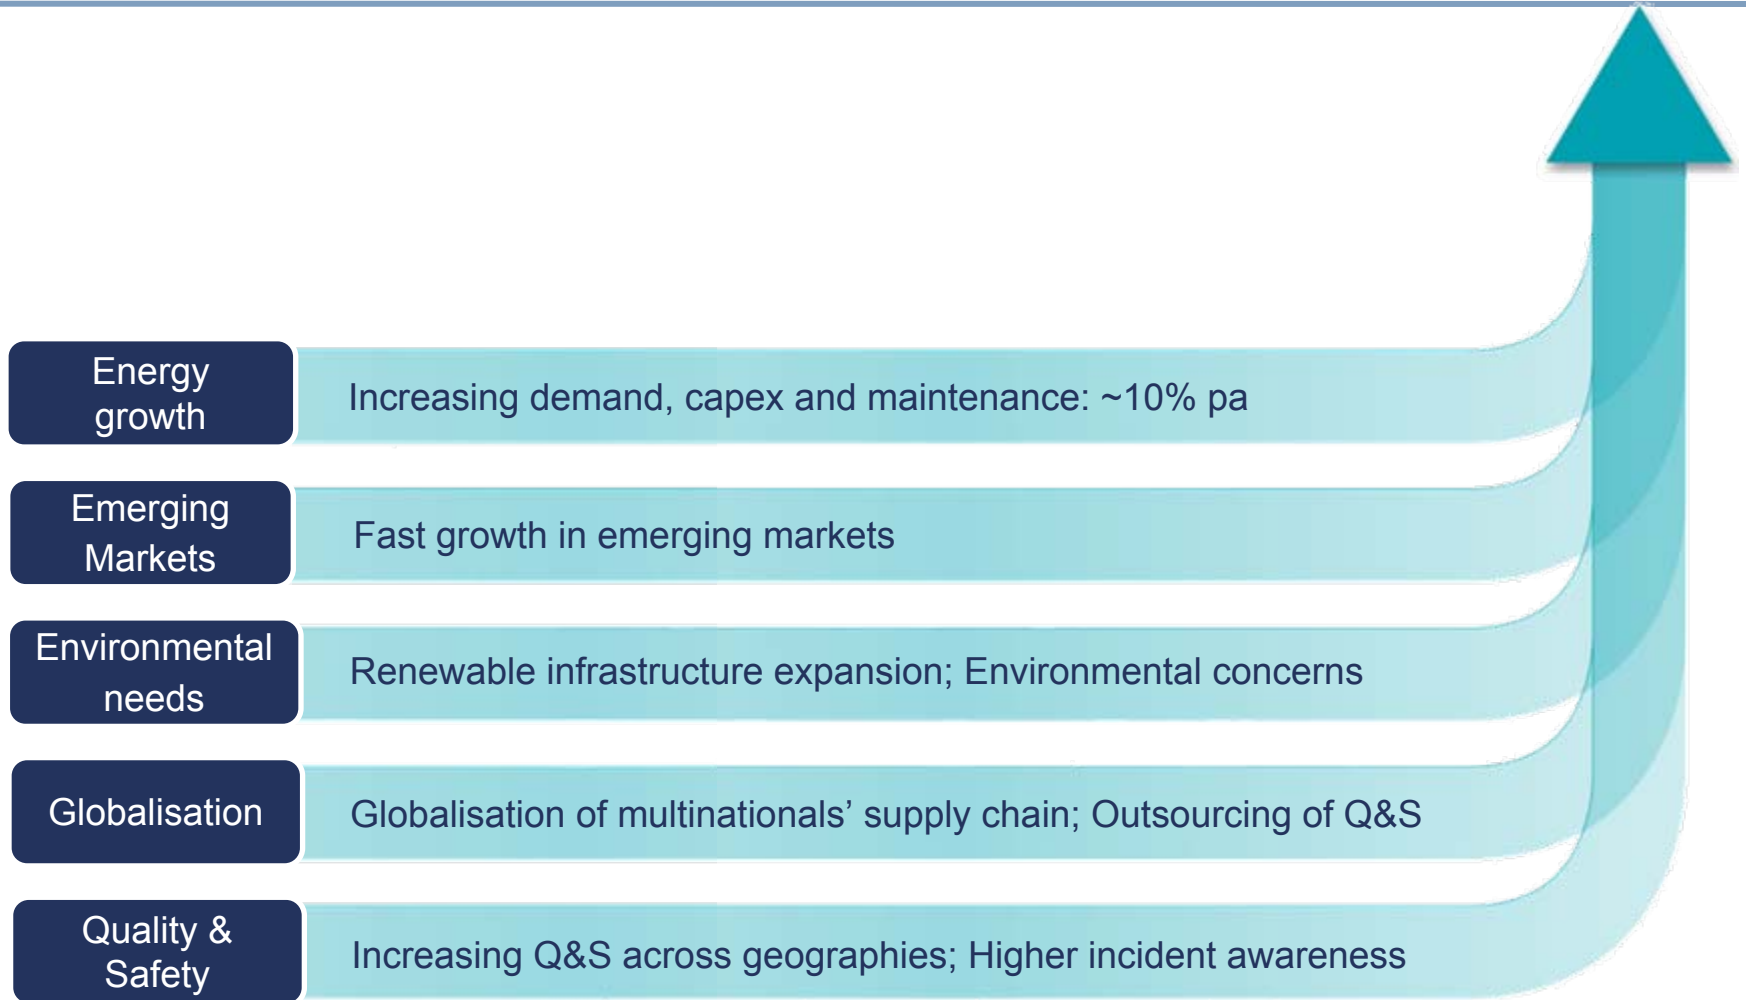 Energy
growth
Increasing demand, capex and maintenance: ~10% pa
Emerging
Markets
Fast growth in emerging markets
Environmental
needs
Renewable infrastructure expansion; Environmental concerns
Globalisation
Globalisation of multinationals’ supply chain; Outsourcing of Q&S
Quality &
Safety
Increasing Q&S across geographies; Higher incident awareness